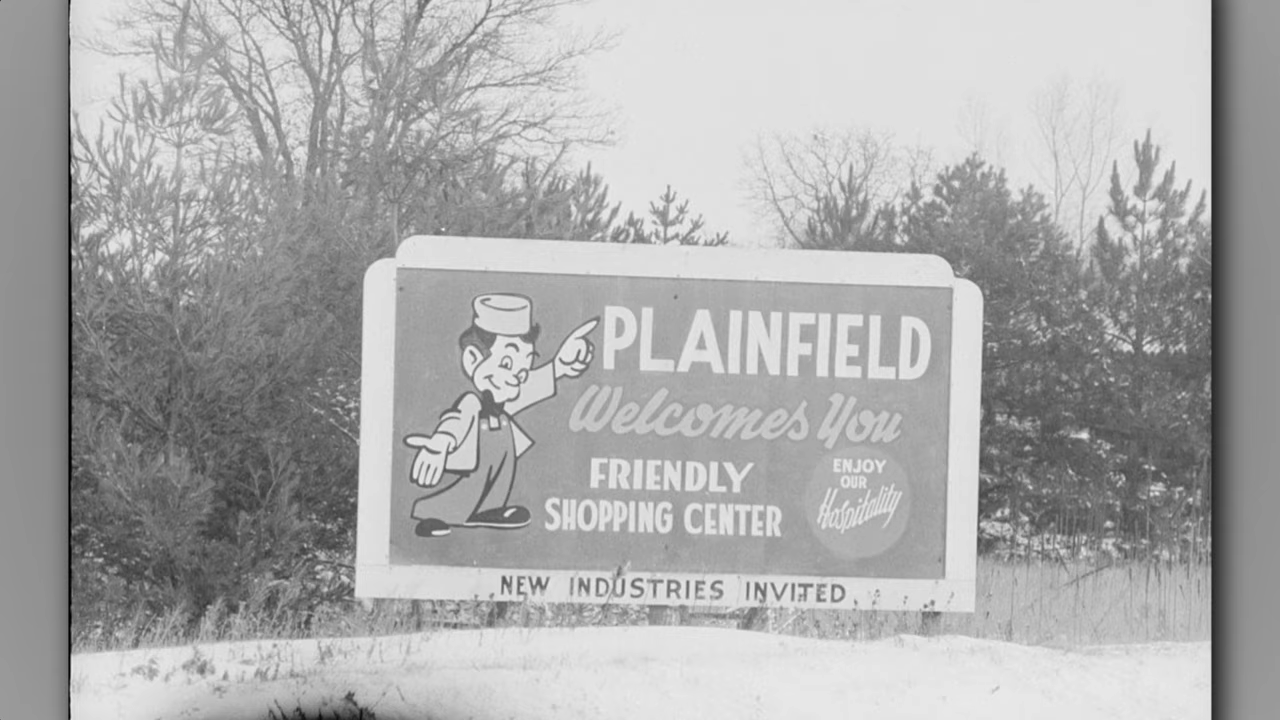 PLAINFIELD
Welcomes You
FRIENDLY
SHOPPING CENTER
ENJOY
OUR
Hospitality
NEW INDUSTRIES INVITED